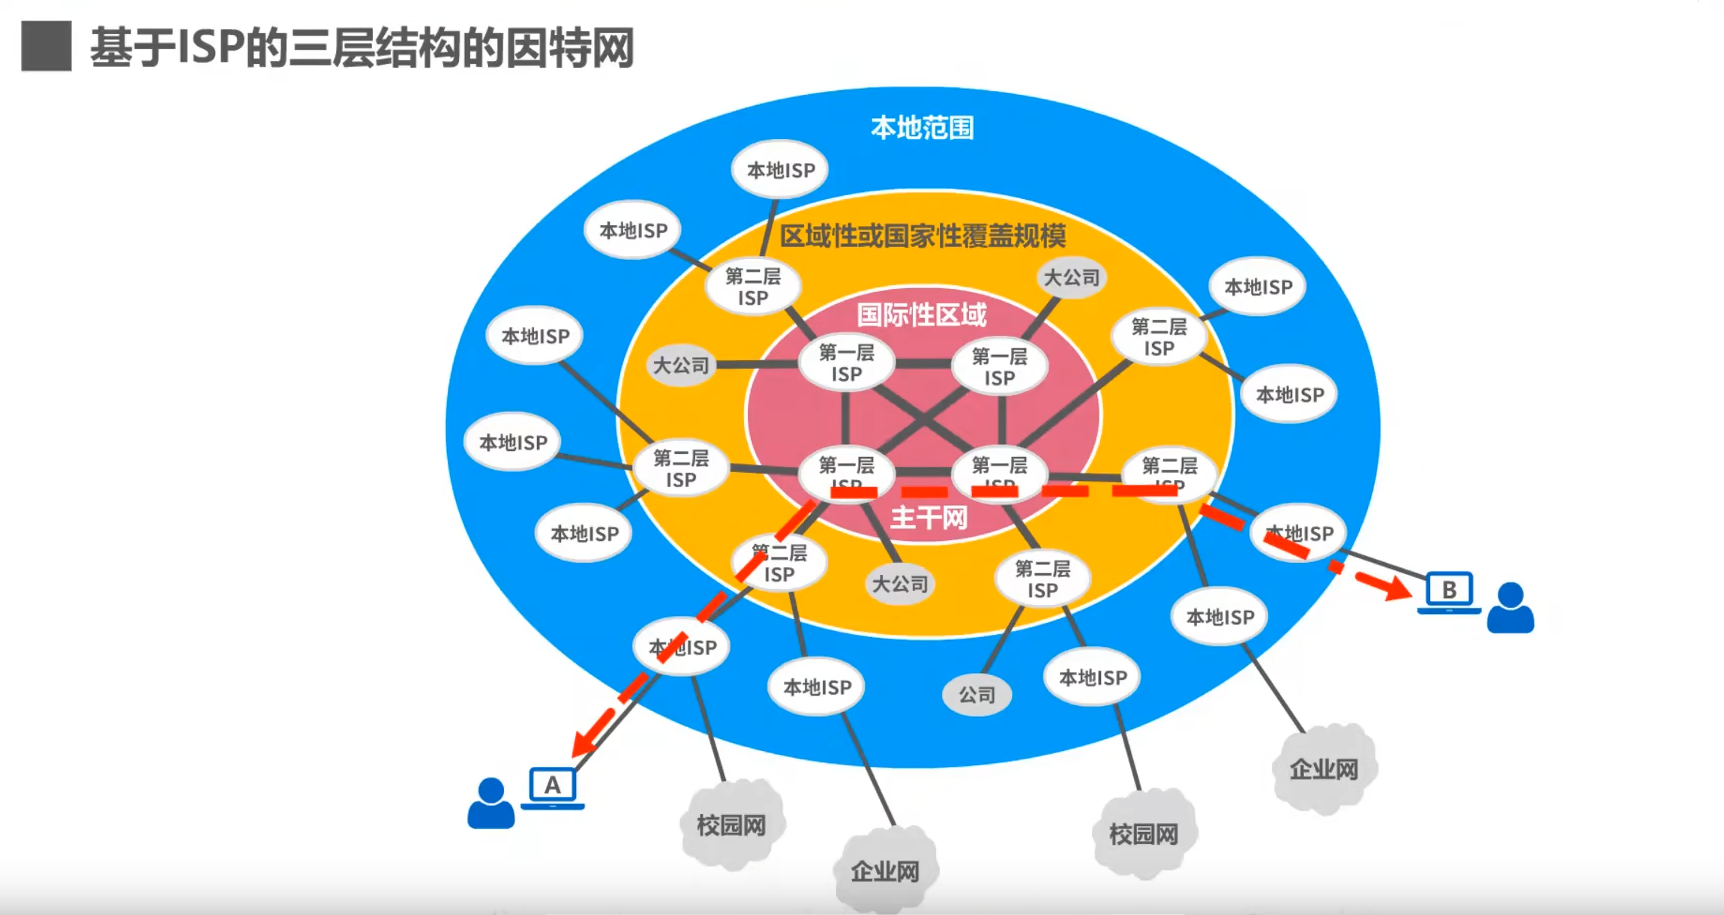 基于ISP的三层结构的因特网
本地范围
本地ISP
本地ISP
区域性或国家性覆盖规模
第二层
ISP
大公司
本地ISP
国际性区域
本地ISP
第二层
ISP
大公司
第一层
ISP
第一层
ISP
本地ISP
本地ISP
第二层
ISP
第一层
ISP
第一层
ISP
第二层
ISP
主干网
本地ISP
本地ISP
第二层
ISP
大公司
第二层
ISP
B
本地ISP
本地ISP
本地ISP
公司
本地ISP
A
企业网
校园网
校园网
企业网